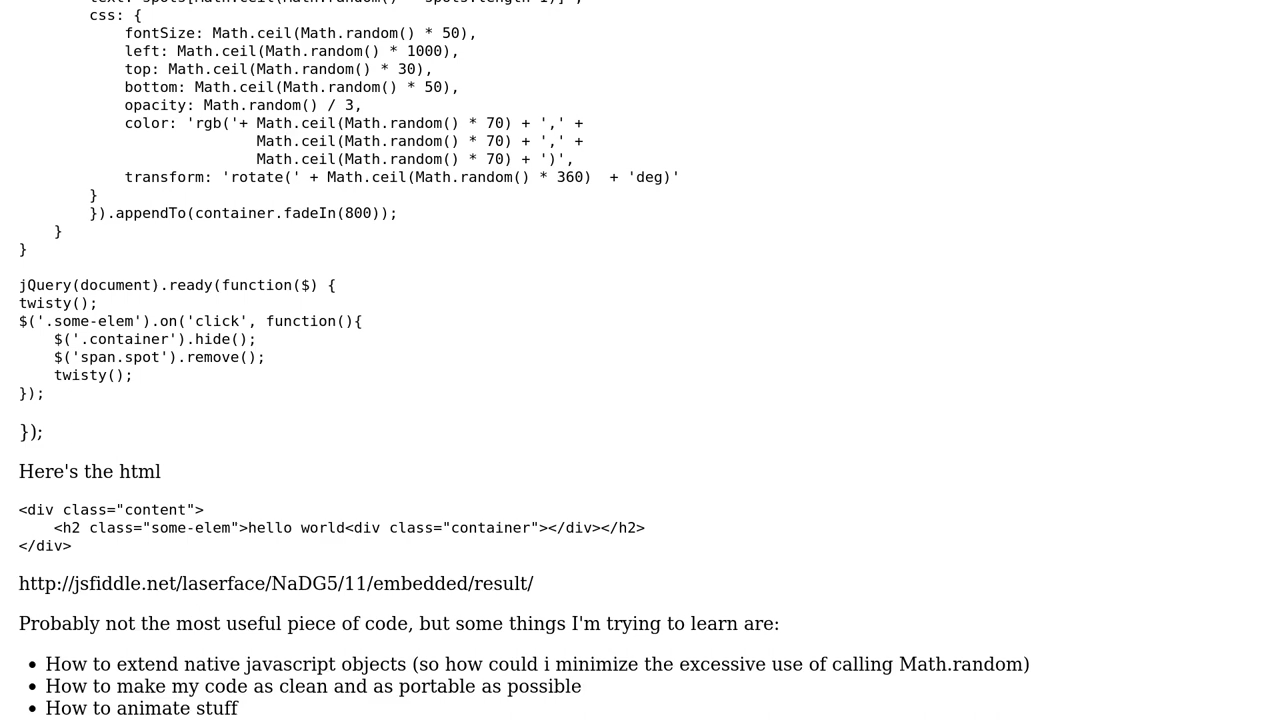 css: {
fontSize: Math.ceil(Math.random() * 50),
left: Math.ceil(Math.random() * 1000),
top: Math.ceil(Math.random() * 30),
bottom: Math.ceil(Math.random() * 50),
opacity: Math.random() / 3,
color: 'rgb('+ Math.ceil(Math.random() * 70) + ',' +
Math.ceil(Math.random() * 70) + ',' +
Math.ceil(Math.random() * 70) + ')',
transform: 'rotate(' + Math.ceil(Math.random() * 360)  + 'deg)'
}
}).appendTo(container.fadeIn(800));
}
}
jQuery(document).ready(function($) {
twisty();
$('.some-elem').on('click', function(){
$('.container').hide();
$('span.spot').remove();
twisty();
});
});
Here's the html
<div class="content">
<h2 class="some-elem">hello world<div class="container"></div></h2>
</div>
http://jsfiddle.net/laserface/NaDG5/11/embedded/result/
Probably not the most useful piece of code, but some things I'm trying to learn are:
• How to extend native javascript objects (so how could i minimize the excessive use of calling Math.random)
• How to make my code as clean and as portable as possible
• How to animate stuff